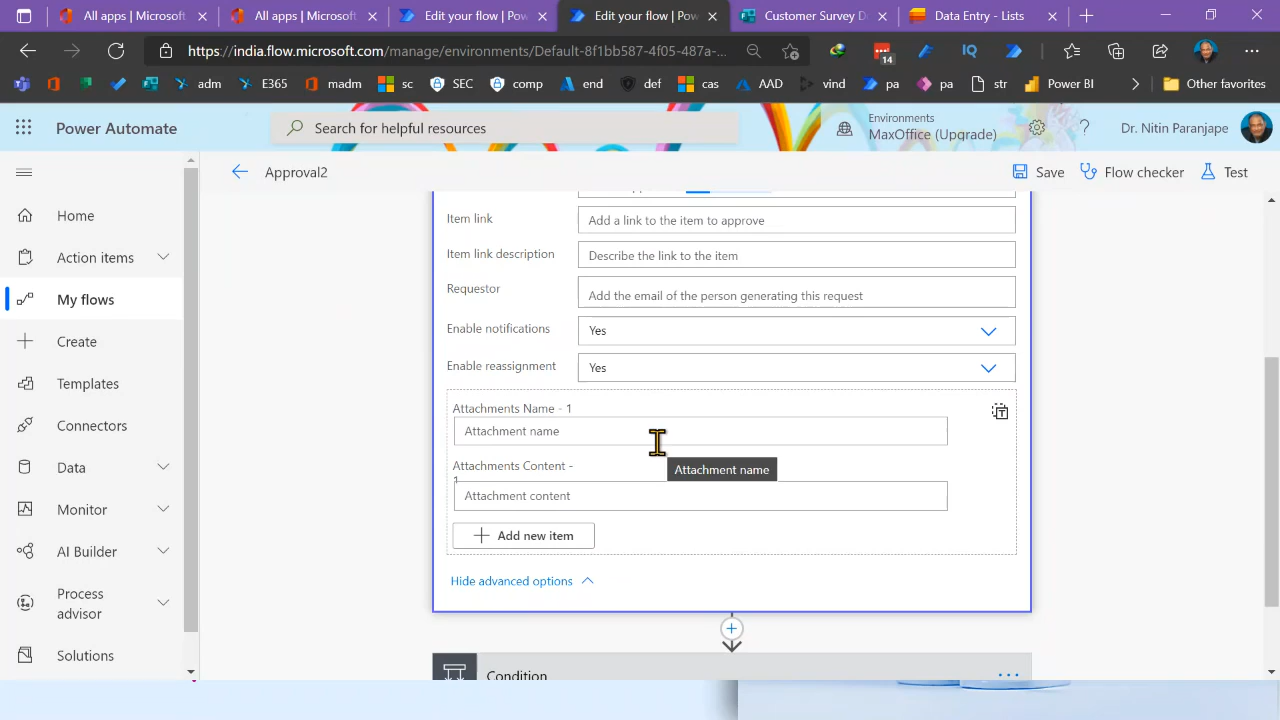 All apps | Microsoft
All apps | Microsoft
Edit your flow | Pow
Edit your flow | Pow
Customer Survey D
Data Entry - Lists
https://india.flow.microsoft.com/manage/environments/Default-8f1bb587-4f05-487a-...
14
IQ
adm
E365
madm
sc
SEC
comp
end
def
cas
AAD
vind
pa
pa
str
Power BI
Other favorites
Power Automate
Search for helpful resources
Environments
MaxOffice (Upgrade)
Dr. Nitin Paranjape
Approval2
Save
Flow checker
Test
Home
Action items
My flows
Create
Templates
Connectors
Data
Monitor
AI Builder
Process
advisor
Solutions
Item link
Add a link to the item to approve
Item link description
Describe the link to the item
Requestor
Add the email of the person generating this request
Enable notifications
Yes
Enable reassignment
Yes
Attachments Name - 1
Attachment name
Attachment name
Attachments Content -
1
Attachment content
Add new item
Hide advanced options
Condition